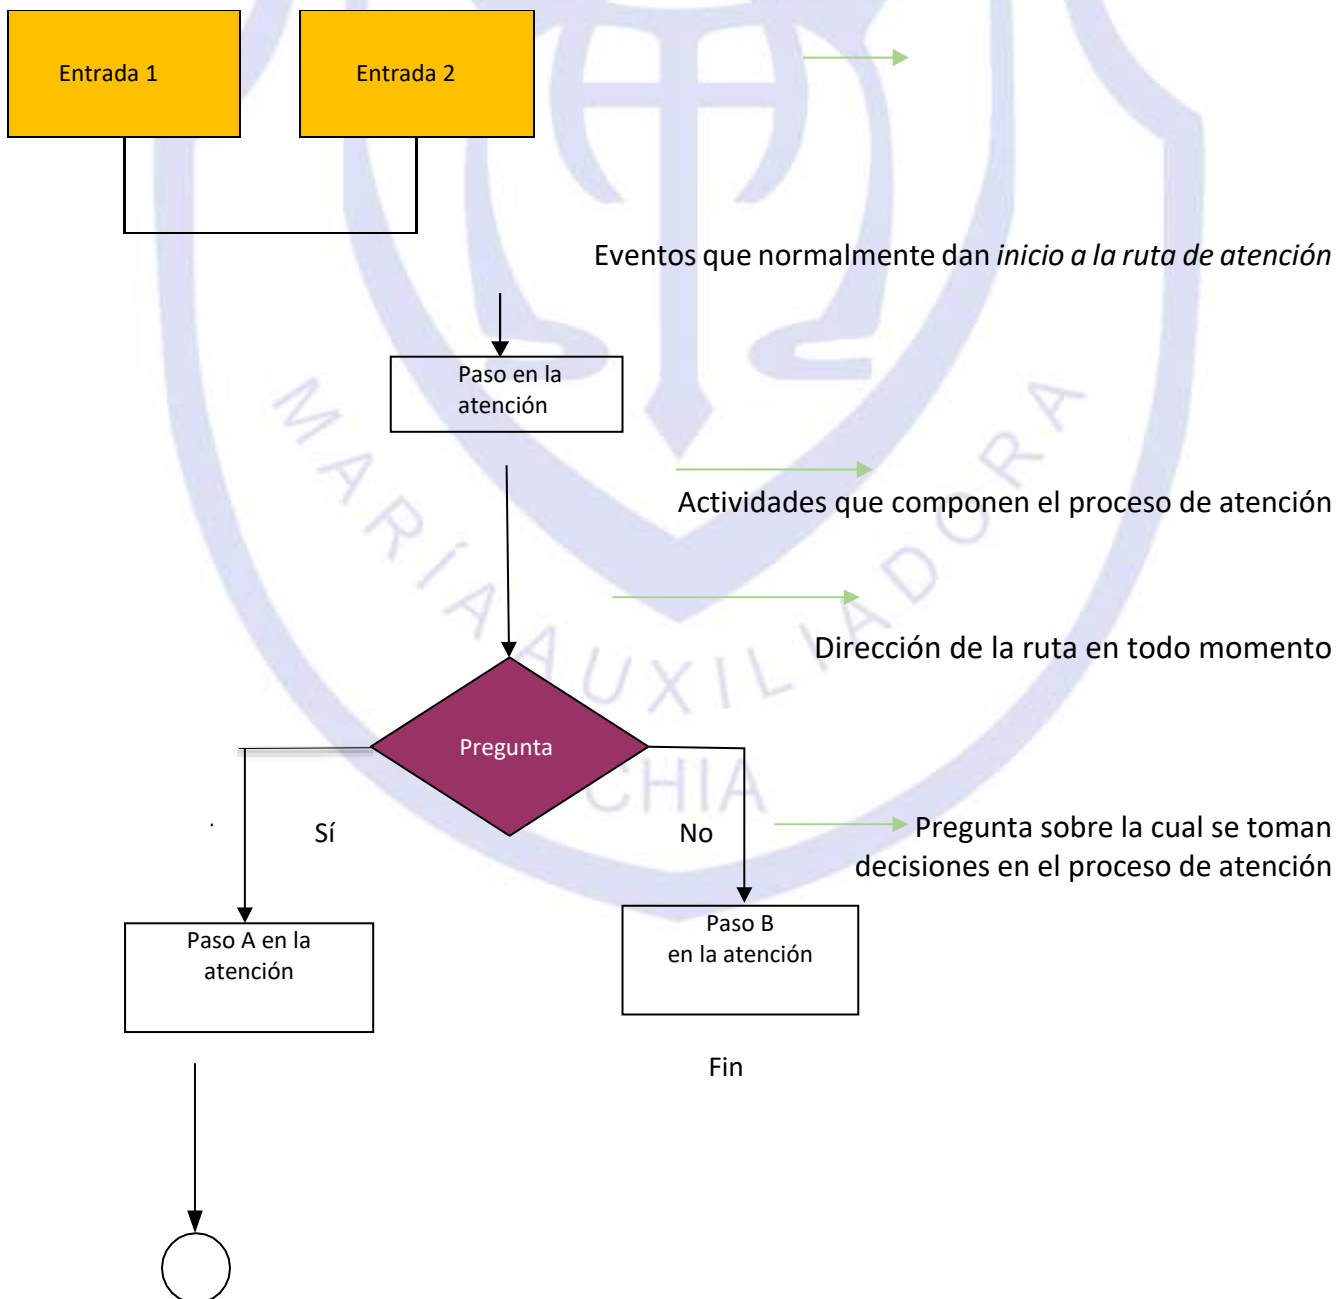 Entrada 1
Entrada 2
Eventos que normalmente dan inicio a la ruta de atención
Paso en la
atención
Actividades que componen el proceso de atención
Dirección de la ruta en todo momento
Pregunta
Sí
No
Pregunta sobre la cual se toman
decisiones en el proceso de atención
Paso A en la
atención
Paso B
en la atención
Fin
MARÍA AUXILIADORA
CHIA